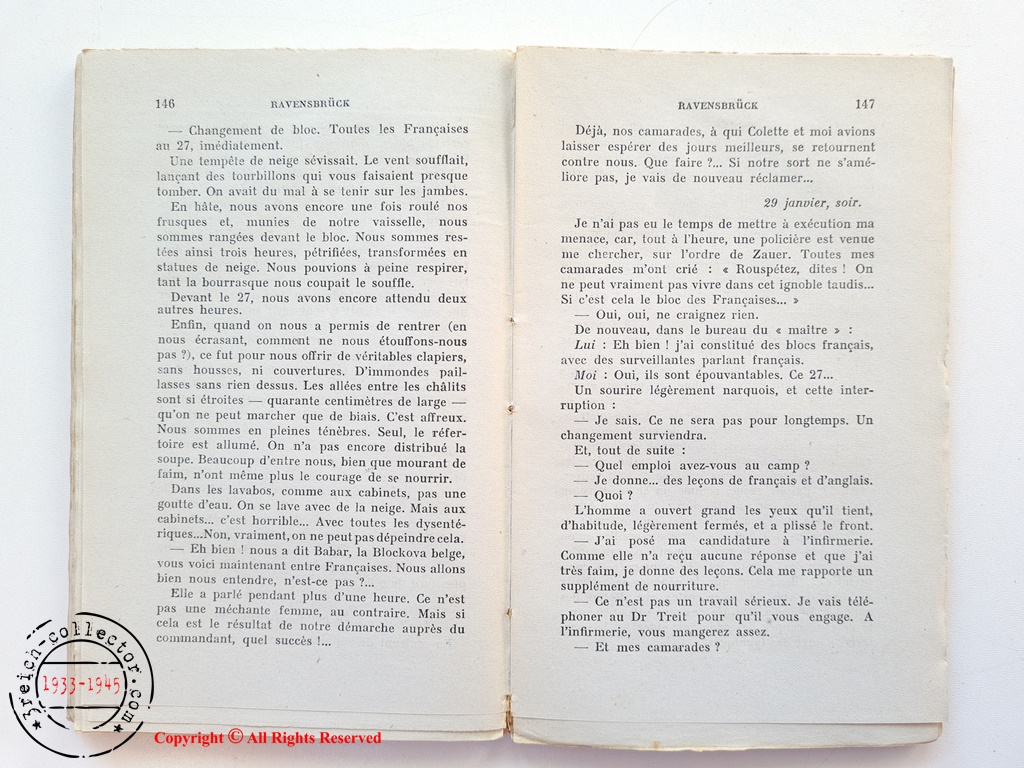 146 RAVENSBRÜCK
— Changement de bloc. Toutes les Françaises
au 27, imédiatement.
Une tempête de neige sévissait. Le vent soufflait,
lançant des tourbillons qui vous faisaient presque
tomber. On avait du mal à se tenir sur les jambes.
En hâte, nous avons encore une fois roulé nos
frusques et, munies de notre vaisselle, nous
sommes rangées devant le bloc. Nous sommes res-
tées ainsi trois heures, pétrifiées, transformées en
statues de neige. Nous pouvions à peine respirer,
tant la bourrasque nous coupait le souffle.
Devant le 27, nous avons encore attendu deux
autres heures.
Enfin, quand on nous a permis de rentrer (en
nous écrasant, comment ne nous étouffons-nous
pas ?), ce fut pour nous offrir de véritables clapiers,
sans housses, ni couvertures. D'immondes pail-
lasses sans rien dessus. Les allées entre les châlits
sont si étroites — quarante centimètres de large —
qu'on ne peut marcher que de biais. C'est affreux.
Nous sommes en pleines ténèbres. Seul, le réfer-
toire est allumé. On n'a pas encore distribué la
soupe. Beaucoup d'entre nous, bien que mourant de
faim, n'ont même plus le courage de se nourrir.
Dans les lavabos, comme aux cabinets, pas une
goutte d'eau. On se lave avec de la neige. Mais aux
cabinets... c'est horrible... Avec toutes les dysenté-
riques...Non, vraiment, on ne peut pas dépeindre cela.
— Eh bien ! nous a dit Babar, la Blockova belge,
vous voici maintenant entre Françaises. Nous allons
bien nous entendre, n'est-ce pas ?...
Elle a parlé pendant plus d'une heure. Ce n'est
pas une méchante femme, au contraire. Mais si
cela est le résultat de notre démarche auprès du
commandant, quel succès !...
RAVENSBRÜCK 147
Déjà, nos camarades, à qui Colette et moi avions
laisser espérer des jours meilleurs, se retournent
contre nous. Que faire ?... Si notre sort ne s'amé-
liore pas, je vais de nouveau réclamer...
29 janvier, soir.
Je n'ai pas eu le temps de mettre à exécution ma
menace, car, tout à l'heure, une policière est venue
me chercher, sur l'ordre de Zauer. Toutes mes
camarades m'ont crié : « Rouspétez, dites ! On
ne peut vraiment pas vivre dans cet ignoble taudis...
Si c'est cela le bloc des Françaises... »
— Oui, oui, ne craignez rien.
De nouveau, dans le bureau du « maître » :
Lui : Eh bien ! j'ai constitué des blocs français,
avec des surveillantes parlant français.
Moi : Oui, ils sont épouvantables. Ce 27...
Un sourire légèrement narquois, et cette inter-
ruption :
— Je sais. Ce ne sera pas pour longtemps. Un
changement surviendra.
Et, tout de suite :
— Quel emploi avez-vous au camp ?
— Je donne... des leçons de français et d'anglais.
— Quoi ?
L'homme a ouvert grand les yeux qu'il tient,
d'habitude, légèrement fermés, et a plissé le front.
— J'ai posé ma candidature à l'infirmerie.
Comme elle n'a reçu aucune réponse et que j'ai
très faim, je donne des leçons. Cela me rapporte un
supplément de nourriture.
— Ce n'est pas un travail sérieux. Je vais télé-
phoner au Dr Treit pour qu'il vous engage. A
l'infirmerie, vous mangerez assez.
— Et mes camarades ?
3reich-collector.com
1933-1945
Copyright © All Rights Reserved